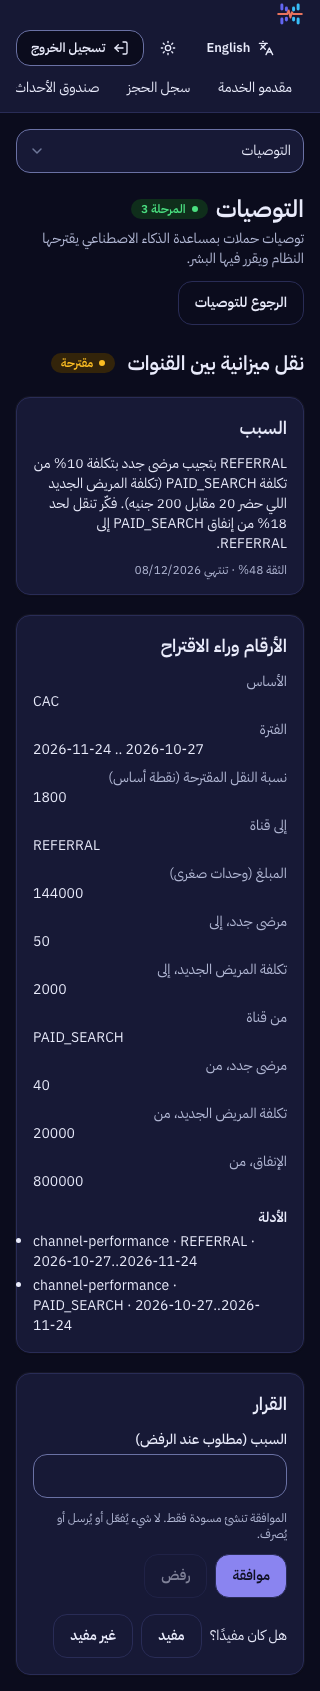 English
تسجيل الخروج
مقدمو الخدمة
سجل الحجز
صندوق الأحداث
التوصيات
التوصيات
المرحلة 3
توصيات حملات بمساعدة الذكاء الاصطناعي يقترحها
النظام ويقرر فيها البشر.
الرجوع للتوصيات
نقل ميزانية بين القنوات
مقترحة
السبب
REFERRAL بتجيب مرضى جدد بتكلفة 10% من
تكلفة PAID_SEARCH (تكلفة المريض الجديد
اللي حضر 20 مقابل 200 جنيه). فكّر تنقل لحد
18% من إنفاق PAID_SEARCH إلى
REFERRAL.
الثقة 48% · تنتهي 08/12/2026
الأرقام وراء الاقتراح
الأساس
CAC
الفترة
2026-10-27 .. 2026-11-24
نسبة النقل المقترحة (نقطة أساس)
1800
إلى قناة
REFERRAL
المبلغ (وحدات صغرى)
144000
مرضى جدد، إلى
50
تكلفة المريض الجديد، إلى
2000
من قناة
PAID_SEARCH
مرضى جدد، من
40
تكلفة المريض الجديد، من
20000
الإنفاق، من
800000
الأدلة
channel-performance · REFERRAL ·
2026-10-27..2026-11-24
channel-performance ·
PAID_SEARCH · 2026-10-27..2026-
11-24
القرار
السبب (مطلوب عند الرفض)
الموافقة تنشئ مسودة فقط. لا شيء يُفعّل أو يُرسل أو
يُصرف.
موافقة
رفض
هل كان مفيدًا؟
مفيد
غير مفيد